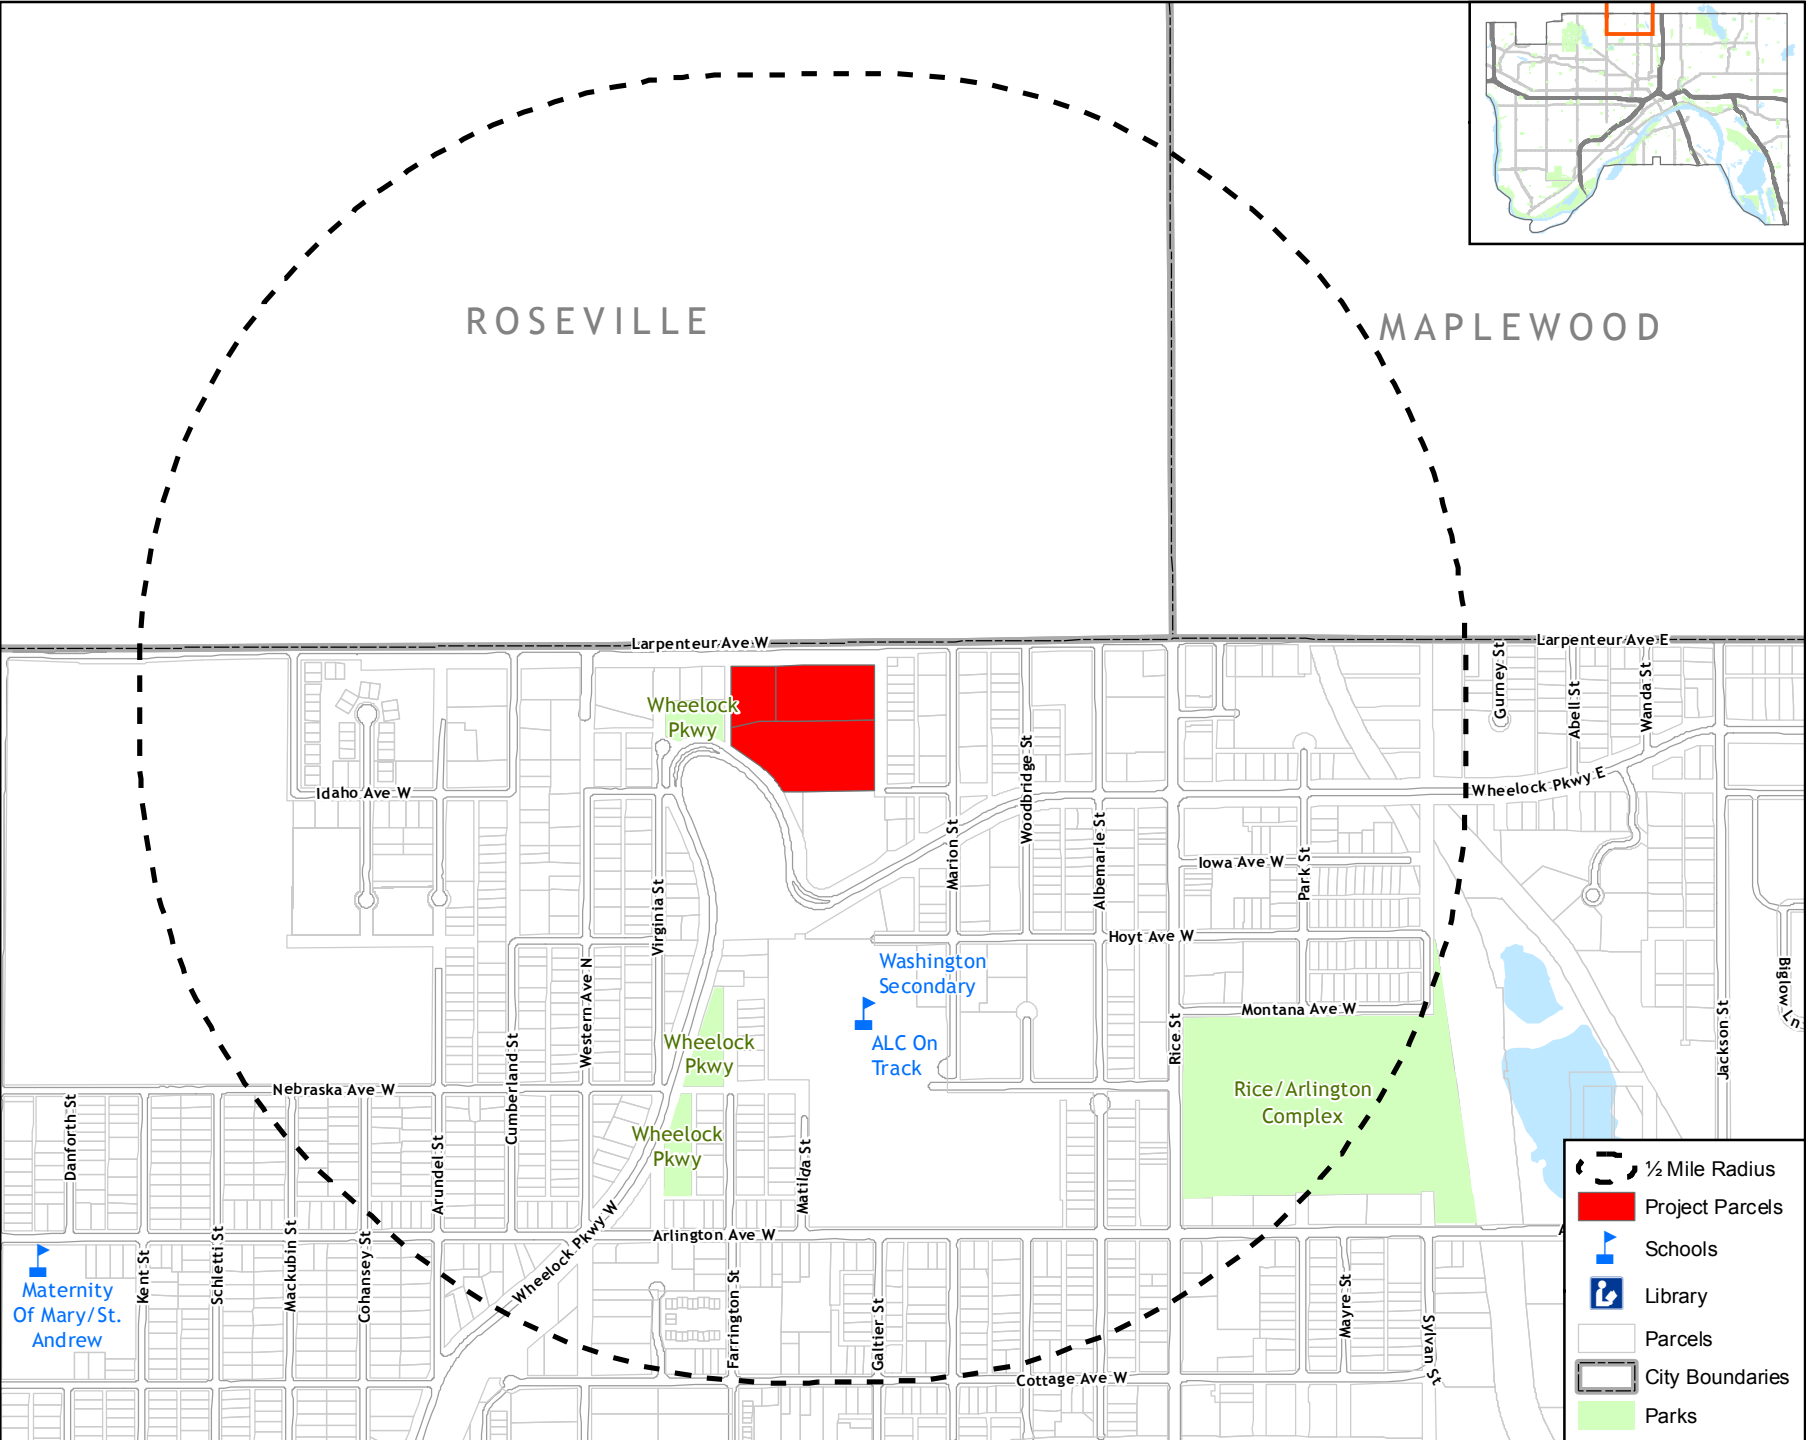 ROSEVILLE
MAPLEWOOD
Larpenteur Ave W
Larpenteur Ave E
Gurney St
Abell St
Wanda St
Wheelock
Pkwy
Woodbridge St
Idaho Ave W
Wheelock Pkwy E
Marion St
Albemarle St
Iowa Ave W
Park St
Virginia St
Hoyt Ave W
Western Ave N
Washington
Secondary
Biglow Ln
Montana Ave W
Rice St
Jackson St
ALC On
Track
Wheelock
Pkwy
Cumberland St
Nebraska Ave W
Danforth St
Rice/Arlington
Complex
Wheelock
Pkwy
Arundel St
Matilda St
Wheelock Pkwy W
Arlington Ave W
A
Kent St
Schletti St
Mackubin St
Cohansey St
Maternity
Of Mary/St.
Andrew
Farrington St
Galtier St
Mayre St
Sylvan St
Cottage Ave W
½ Mile Radius
Project Parcels
Schools
Library
Parcels
City Boundaries
Parks